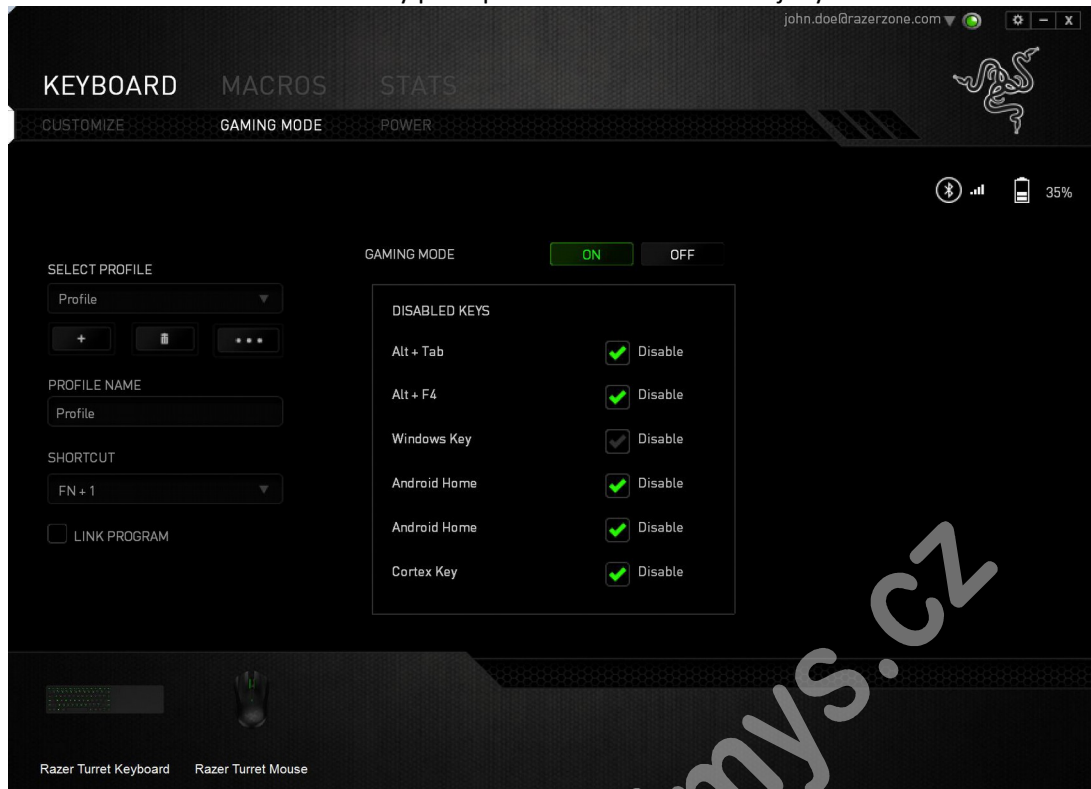 john.doe@razerzone.com
KEYBOARD MACROS STATS
CUSTOMIZE GAMING MODE POWER
35%
SELECT PROFILE
Profile
PROFILE NAME
Profile
SHORTCUT
FN + 1
LINK PROGRAM
GAMING MODE ON OFF
DISABLED KEYS
Alt + Tab Disable
Alt + F4 Disable
Windows Key Disable
Android Home Disable
Android Home Disable
Cortex Key Disable
Razer Turret Keyboard Razer Turret Mouse
mys.cz